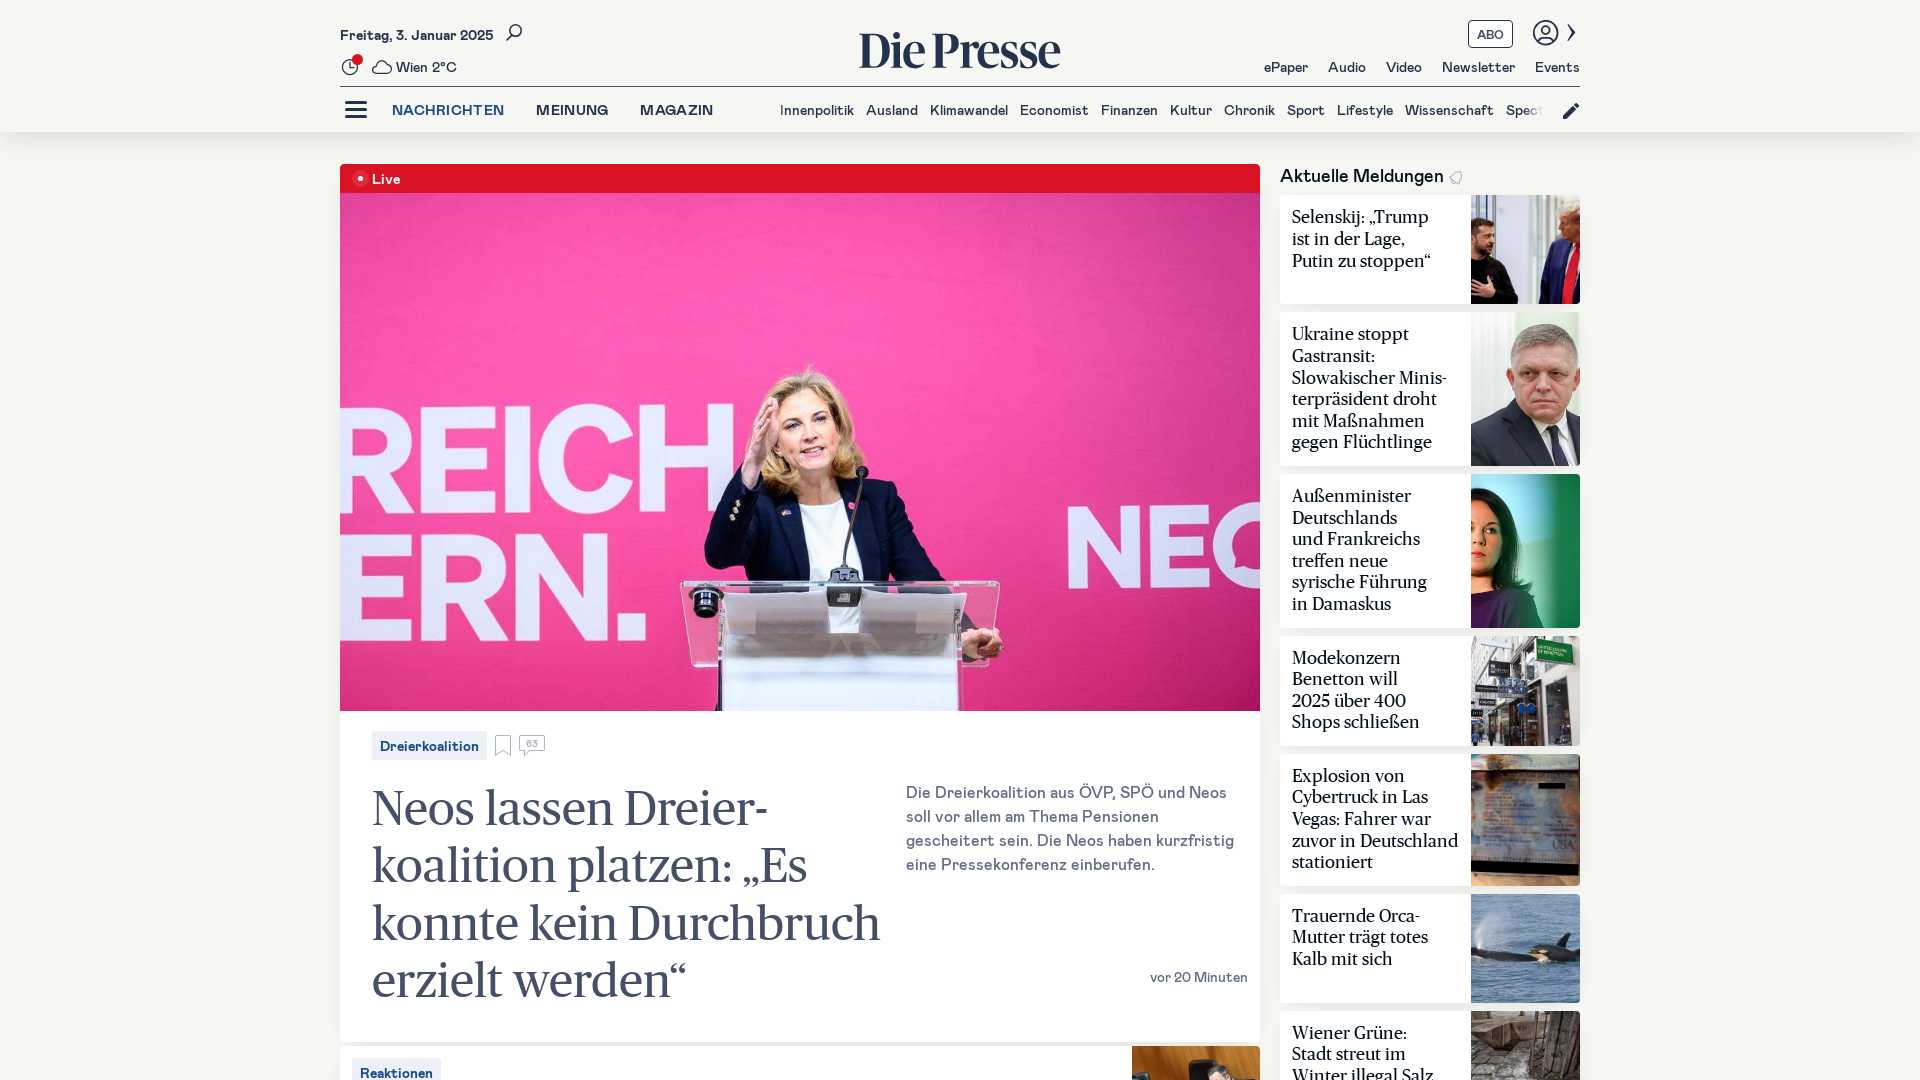 Freitag, 3. Januar 2025
Wien 2°C
Die Presse
ABO
ePaper Audio Video Newsletter Events
NACHRICHTEN MEINUNG MAGAZIN
Innenpolitik Ausland Klimawandel Economist Finanzen Kultur Chronik Sport Lifestyle Wissenschaft Spect
Live
REICH
ERN.
NEO
Dreierkoalition
63
Neos lassen Dreier-
koalition platzen: „Es
konnte kein Durchbruch
erzielt werden“
Die Dreierkoalition aus ÖVP, SPÖ und Neos
soll vor allem am Thema Pensionen
gescheitert sein. Die Neos haben kurzfristig
eine Pressekonferenz einberufen.
vor 20 Minuten
Reaktionen
Aktuelle Meldungen
Selenskij: „Trump
ist in der Lage,
Putin zu stoppen“
Ukraine stoppt
Gastransit:
Slowakischer Minis-
terpräsident droht
mit Maßnahmen
gegen Flüchtlinge
Außenminister
Deutschlands
und Frankreichs
treffen neue
syrische Führung
in Damaskus
Modekonzern
Benetton will
2025 über 400
Shops schließen
Explosion von
Cybertruck in Las
Vegas: Fahrer war
zuvor in Deutschland
stationiert
USA
Trauernde Orca-
Mutter trägt totes
Kalb mit sich
Wiener Grüne:
Stadt streut im
Winter illegal Salz